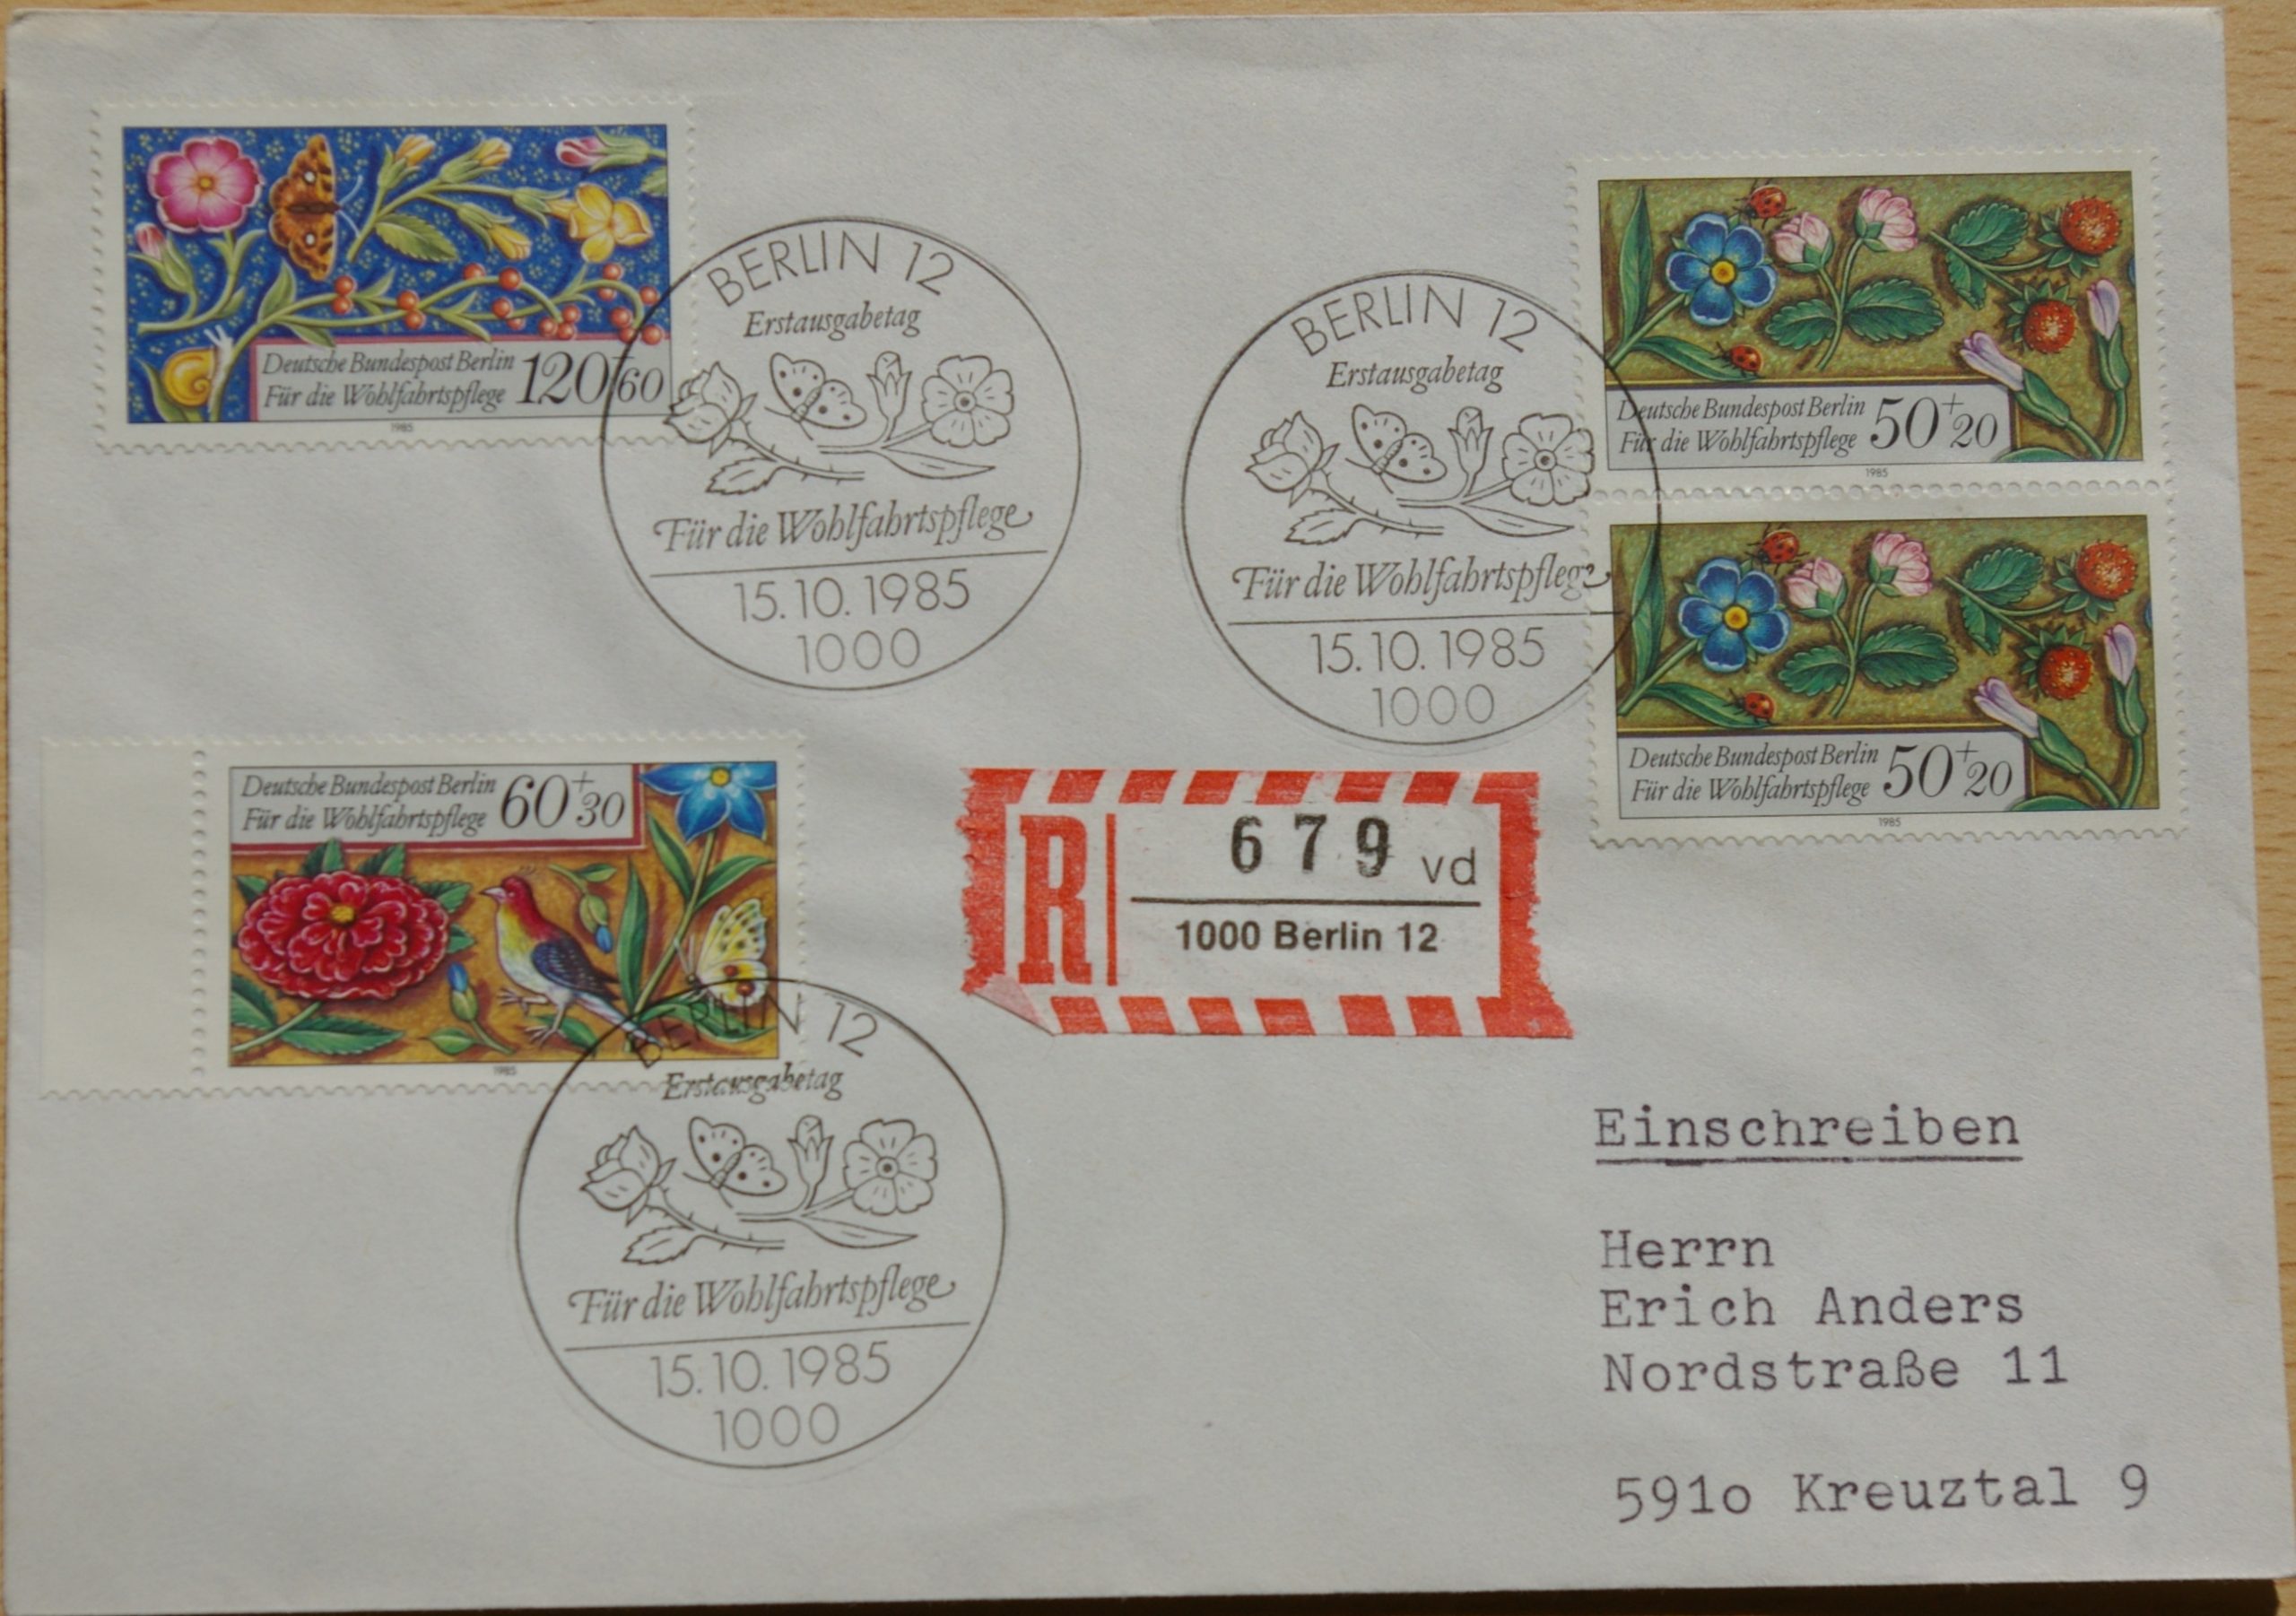 Deutsche Bundespost Berlin
Für die Wohlfahrtspflege
120+60
1985
BERLIN 12
Erstausgabetag
Für die Wohlfahrtspflege
15.10.1985
1000
BERLIN 12
Erstausgabetag
Für die Wohlfahrtspflege
15.10.1985
1000
Deutsche Bundespost Berlin
Für die Wohlfahrtspflege
50+20
1985
Deutsche Bundespost Berlin
Für die Wohlfahrtspflege
50+20
1985
Deutsche Bundespost Berlin
Für die Wohlfahrtspflege
60+30
1985
R
679 vd
1000 Berlin 12
BERLIN 12
Erstausgabetag
Für die Wohlfahrtspflege
15.10.1985
1000
Einschreiben
Herrn
Erich Anders
Nordstraße 11
591o Kreuztal 9